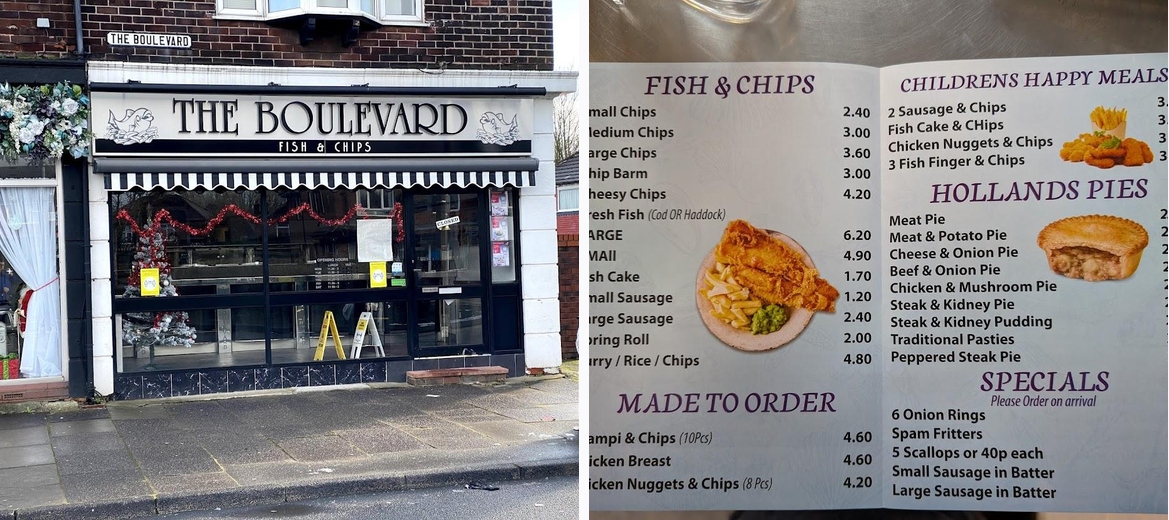 THE BOULEVARD
THE BOULEVARD
FISH & CHIPS
CLOSED
OPENING HOURS
FISH & CHIPS
mall Chips 2.40
edium Chips 3.00
arge Chips 3.60
hip Barm 3.00
heesy Chips 4.20
resh Fish (Cod OR Haddock)
ARGE 6.20
MAll 4.90
sh Cake 1.70
mall Sausage 1.20
arge Sausage 2.40
pring Roll 2.00
urry / Rice / Chips 4.80
MADE TO ORDER
ampi & Chips (10Pcs) 4.60
icken Breast 4.60
icken Nuggets & Chips (8 Pcs) 4.20
CHILDRENS HAPPY MEALS
2 Sausage & Chips 3.
Fish Cake & CHips 3.
Chicken Nuggets & Chips 3
3 Fish Finger & Chips 3
HOLLANDS PIES
Meat Pie
Meat & Potato Pie
Cheese & Onion Pie
Beef & Onion Pie
Chicken & Mushroom Pie
Steak & Kidney Pie
Steak & Kidney Pudding
Traditional Pasties
Peppered Steak Pie
SPECIALS
Please Order on arrival
6 Onion Rings
Spam Fritters
5 Scallops or 40p each
Small Sausage in Batter
Large Sausage in Batter